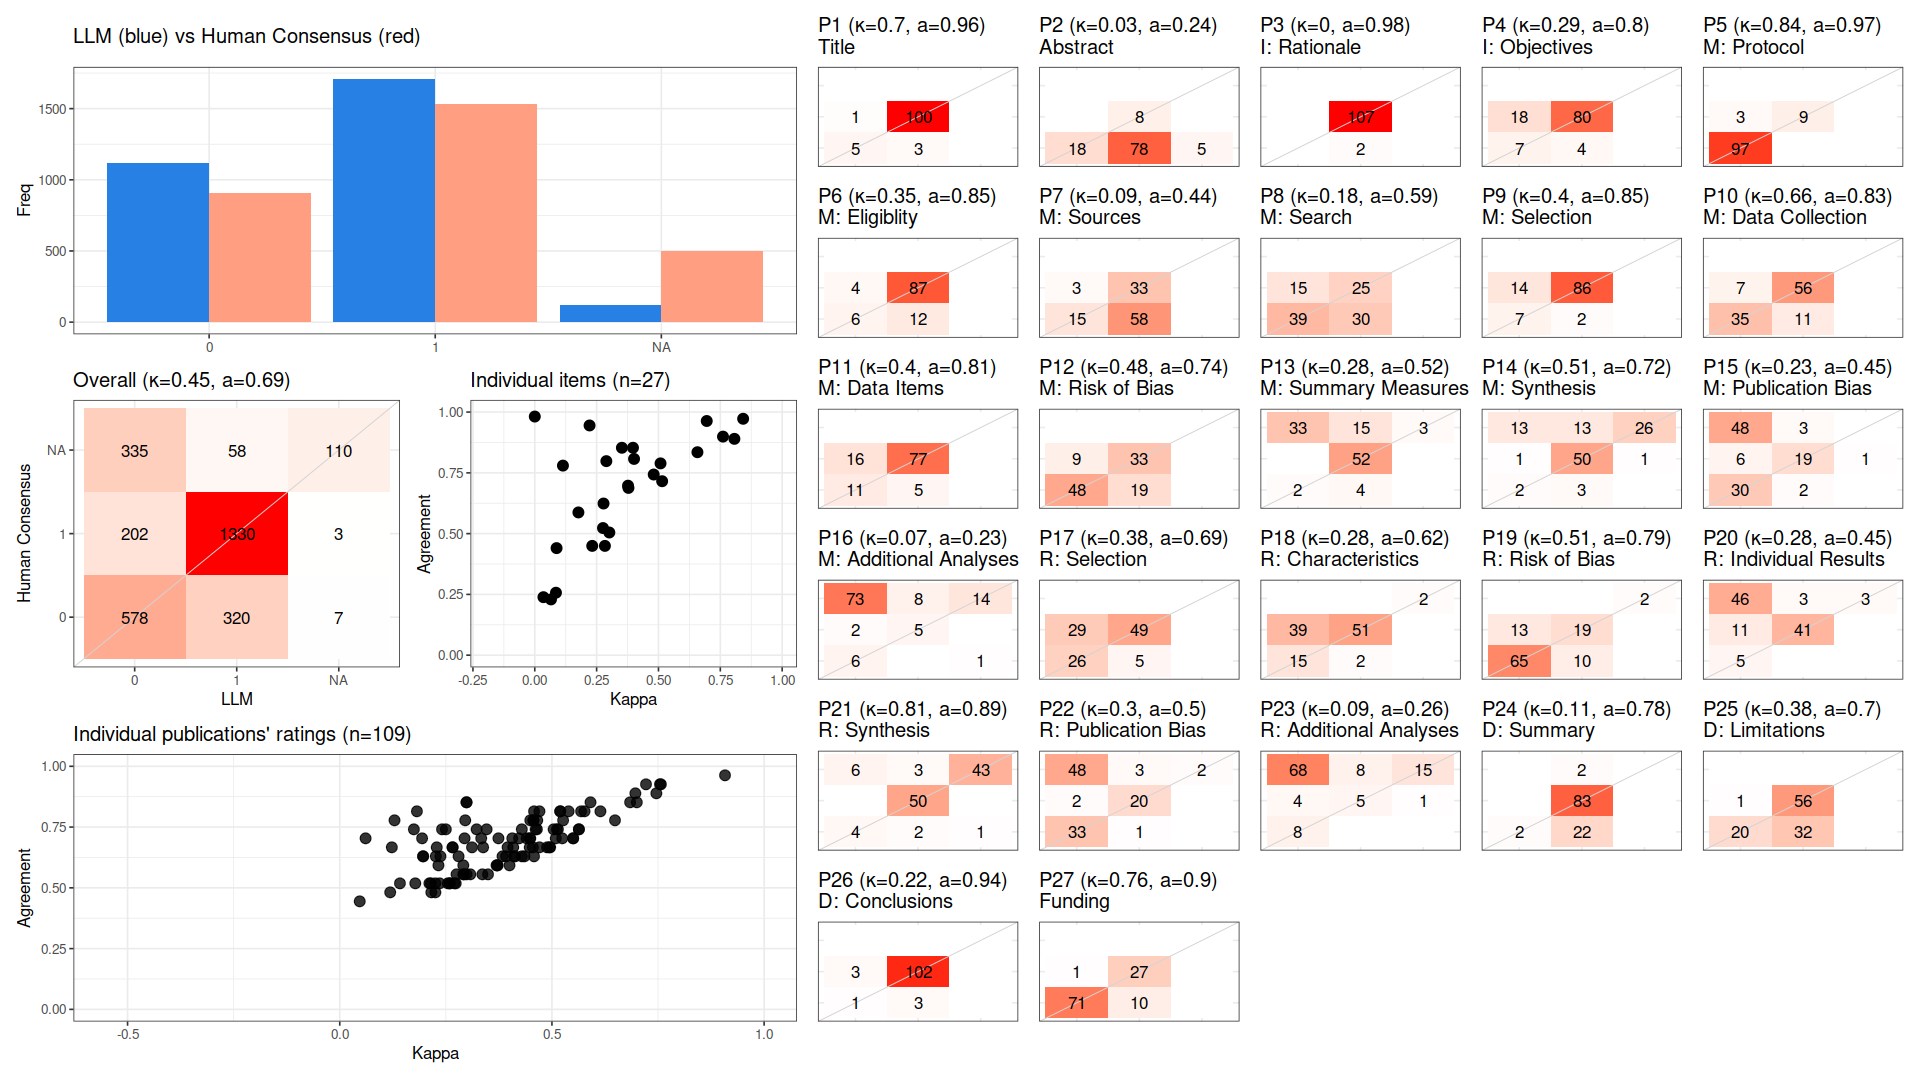 LLM (blue) vs Human Consensus (red)
Freq
1500
1000
500
0
0 1 NA
Overall (κ=0.45, a=0.69)
Human Consensus
NA
1
0
335 58 110
202 1330 3
578 320 7
0 1 NA
LLM
Individual items (n=27)
Agreement
1.00
0.75
0.50
0.25
0.00
-0.25 0.00 0.25 0.50 0.75 1.00
Kappa
Individual publications' ratings (n=109)
Agreement
1.00
0.75
0.50
0.25
0.00
-0.5 0.0 0.5 1.0
Kappa
P1 (κ=0.7, a=0.96)
Title
1 100
5 3
P2 (κ=0.03, a=0.24)
Abstract
8
18 78 5
P3 (κ=0, a=0.98)
I: Rationale
107
2
P4 (κ=0.29, a=0.8)
I: Objectives
18 80
7 4
P5 (κ=0.84, a=0.97)
M: Protocol
3 9
97
P6 (κ=0.35, a=0.85)
M: Eligiblity
4 87
6 12
P7 (κ=0.09, a=0.44)
M: Sources
3 33
15 58
P8 (κ=0.18, a=0.59)
M: Search
15 25
39 30
P9 (κ=0.4, a=0.85)
M: Selection
14 86
7 2
P10 (κ=0.66, a=0.83)
M: Data Collection
7 56
35 11
P11 (κ=0.4, a=0.81)
M: Data Items
16 77
11 5
P12 (κ=0.48, a=0.74)
M: Risk of Bias
9 33
48 19
P13 (κ=0.28, a=0.52)
M: Summary Measures
33 15 3
52
2 4
P14 (κ=0.51, a=0.72)
M: Synthesis
13 13 26
1 50 1
2 3
P15 (κ=0.23, a=0.45)
M: Publication Bias
48 3
6 19 1
30 2
P16 (κ=0.07, a=0.23)
M: Additional Analyses
73 8 14
2 5
6 1
P17 (κ=0.38, a=0.69)
R: Selection
29 49
26 5
P18 (κ=0.28, a=0.62)
R: Characteristics
2
39 51
15 2
P19 (κ=0.51, a=0.79)
R: Risk of Bias
2
13 19
65 10
P20 (κ=0.28, a=0.45)
R: Individual Results
46 3 3
11 41
5
P21 (κ=0.81, a=0.89)
R: Synthesis
6 3 43
50
4 2 1
P22 (κ=0.3, a=0.5)
R: Publication Bias
48 3 2
2 20
33 1
P23 (κ=0.09, a=0.26)
R: Additional Analyses
68 8 15
4 5 1
8
P24 (κ=0.11, a=0.78)
D: Summary
2
83
2 22
P25 (κ=0.38, a=0.7)
D: Limitations
1 56
20 32
P26 (κ=0.22, a=0.94)
D: Conclusions
3 102
1 3
P27 (κ=0.76, a=0.9)
Funding
1 27
71 10